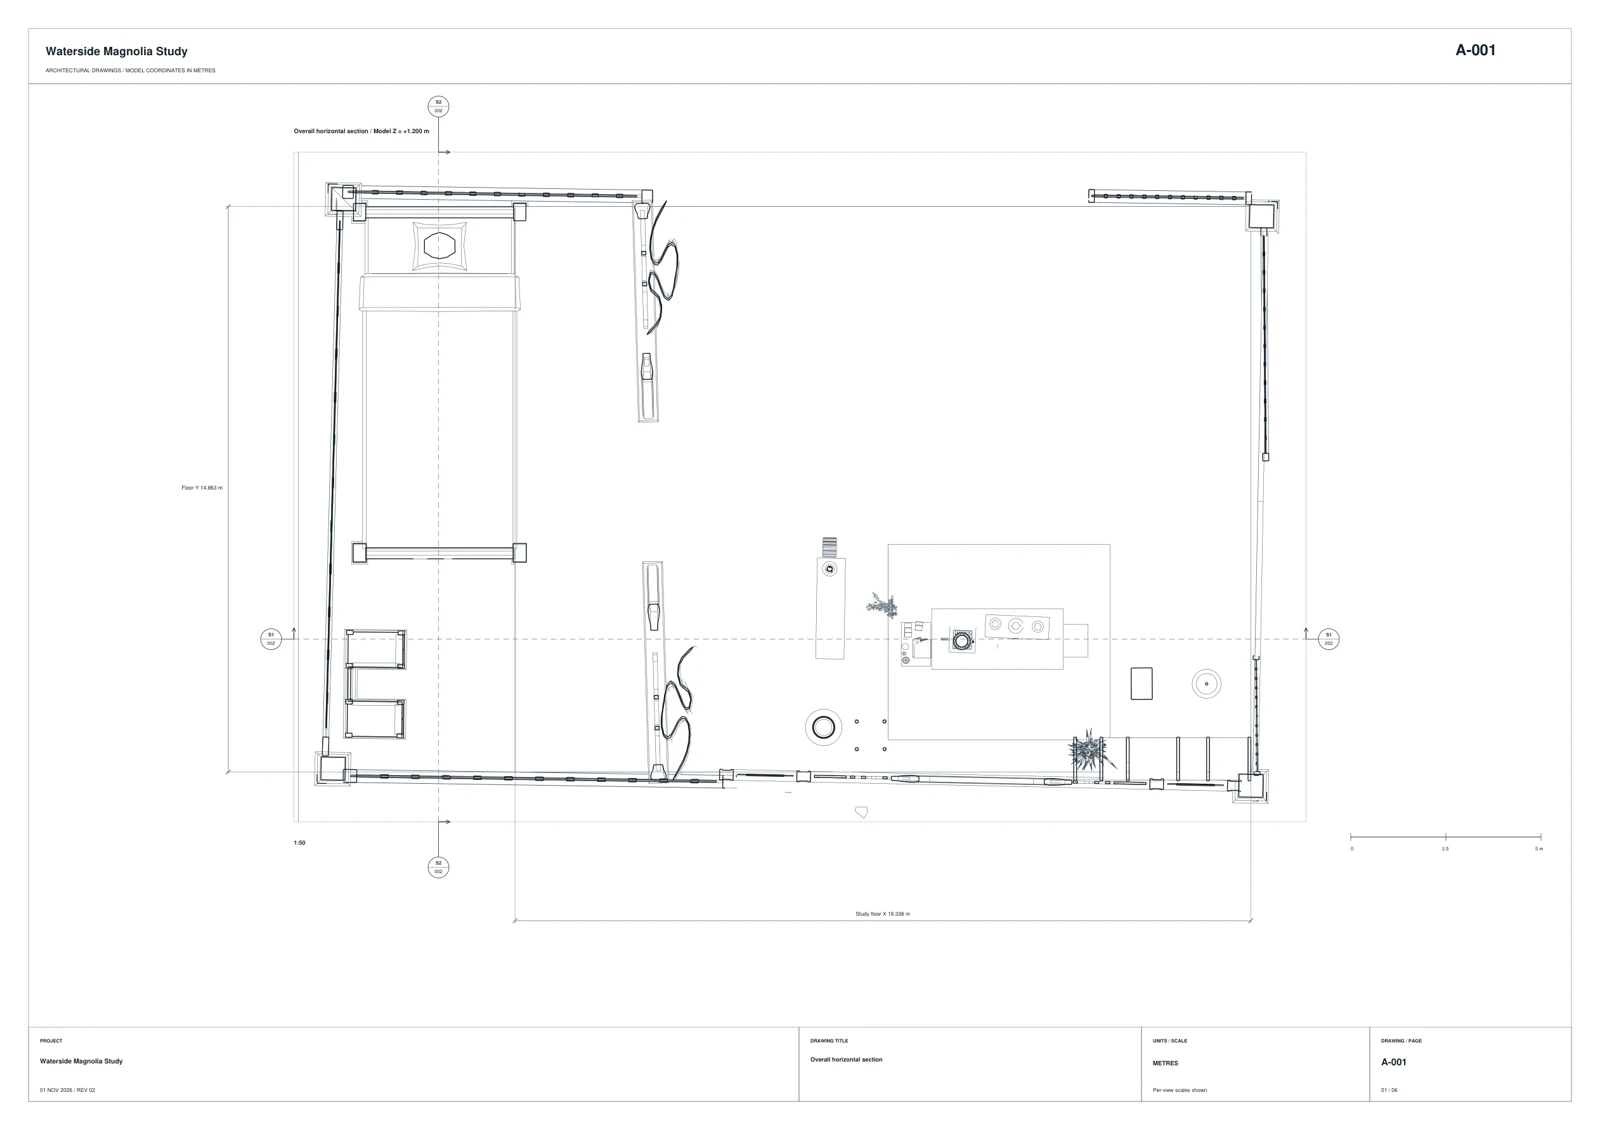 Waterside Magnolia Study
A-001
ARCHITECTURAL DRAWINGS / MODEL COORDINATES IN METRES
S2
002
Overall horizontal section / Model Z = +1.200 m
Floor Y 14.863 m
S1
002
S1
002
1:50
S2
002
0
2.5
5 m
Study floor X 19.336 m
PROJECT
Waterside Magnolia Study
01 NOV 2026 / REV 02
DRAWING TITLE
Overall horizontal section
UNITS / SCALE
METRES
Per-view scales shown
DRAWING / PAGE
A-001
01 / 06